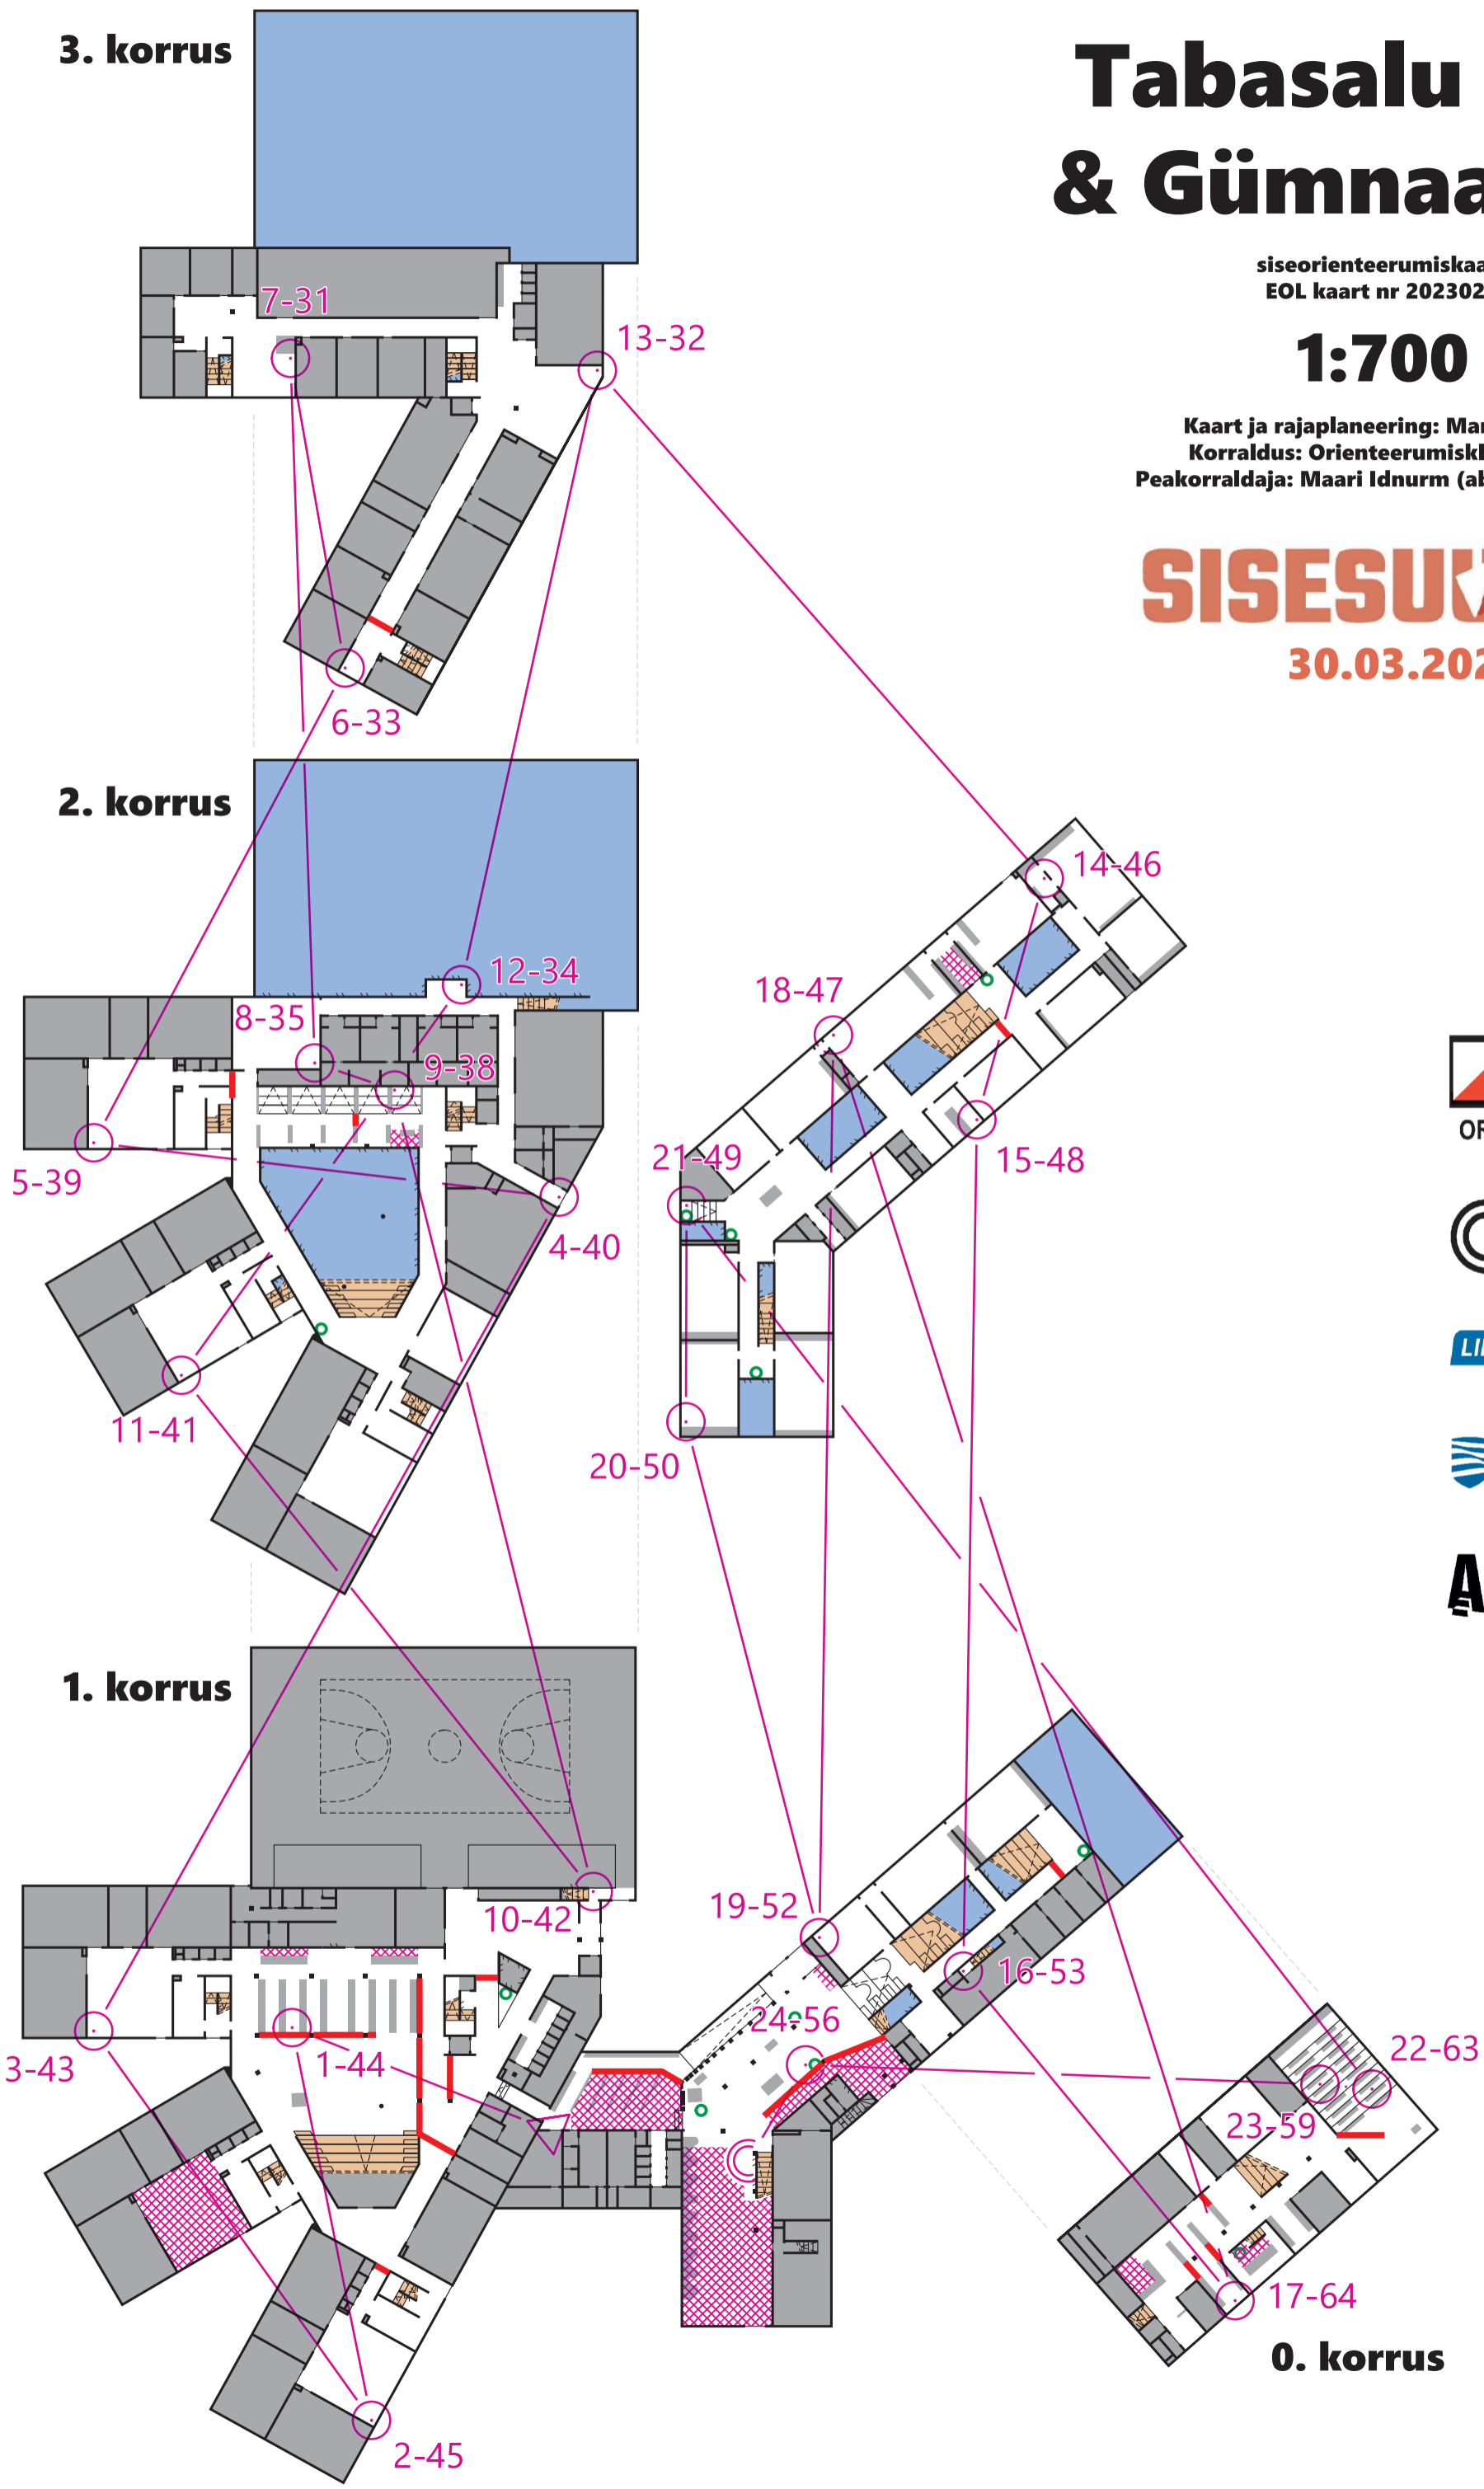 3. korrus
Tabasalu
& Gümnaa
siseorienteerumiskaa
EOL kaart nr 202302
1:700
Kaart ja rajaplaneering: Mar
Korraldus: Orienteerumiskl
Peakorraldaja: Maari Idnurm (ab
SISESU
30.03.202
7-31
13-32
6-33
2. korrus
14-46
12-34
18-47
8-35
9-38
OR
21-49
15-48
5-39
4-40
LI
11-41
20-50
A
1. korrus
19-52
10-42
16-53
24-56
22-63
1-44
3-43
23-59
17-64
0. korrus
2-45